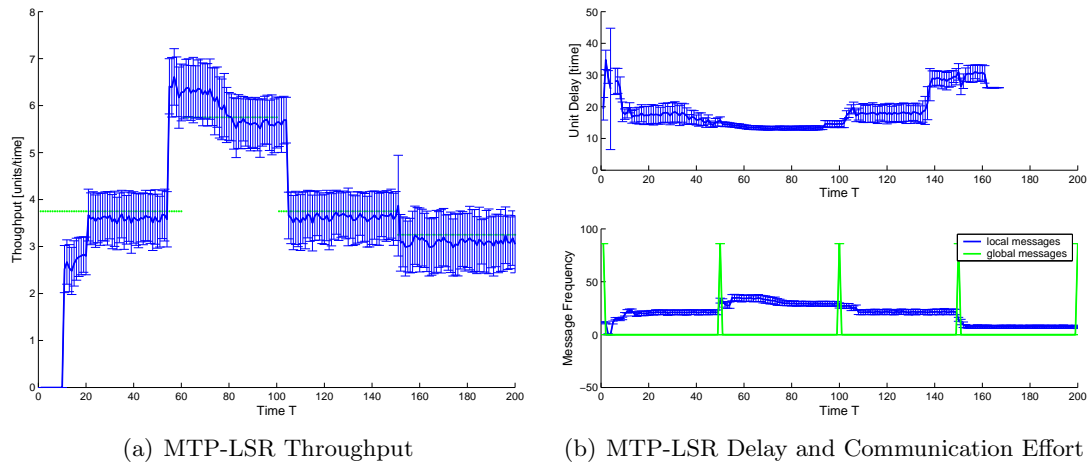 8
7
6
5
4
3
2
1
0
Thoughput [units/time]
0 20 40 60 80 100 120 140 160 180 200
Time T
(a) MTP-LSR Throughput
50
40
30
20
10
0
Unit Delay [time]
0 20 40 60 80 100 120 140 160 180 200
Time T
100
50
0
−50
Message Frequency
local messages
global messages
0 20 40 60 80 100 120 140 160 180 200
Time T
(b) MTP-LSR Delay and Communication Effort